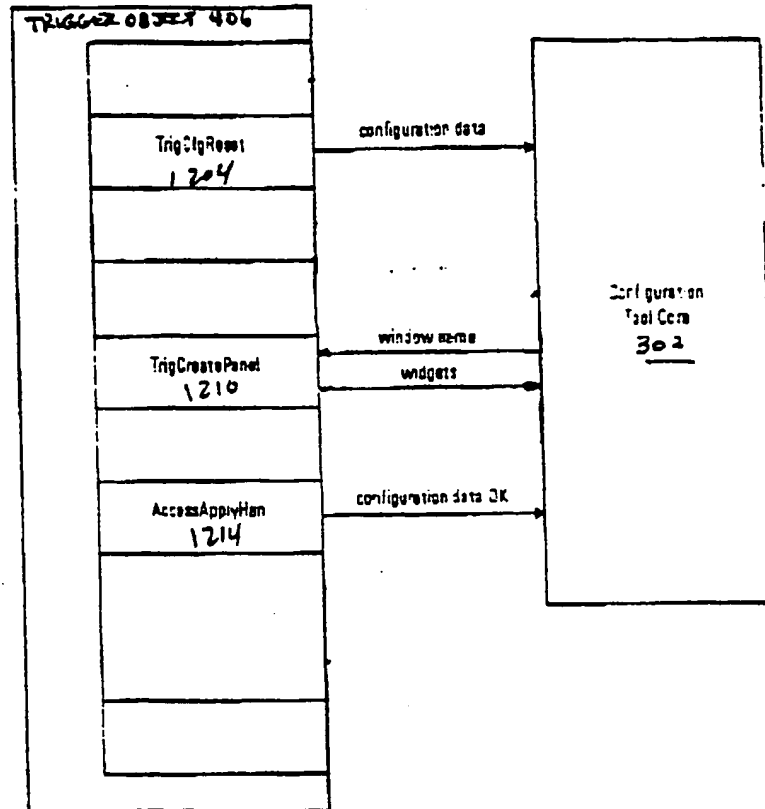 TRIGGER OBJECT 406
TrigCfgReset
1204
configuration data
Configuration
Tool Core
302
window name
TrigCreatePanel
1210
widgets
AccessApplyHan
1214
configuration data OK